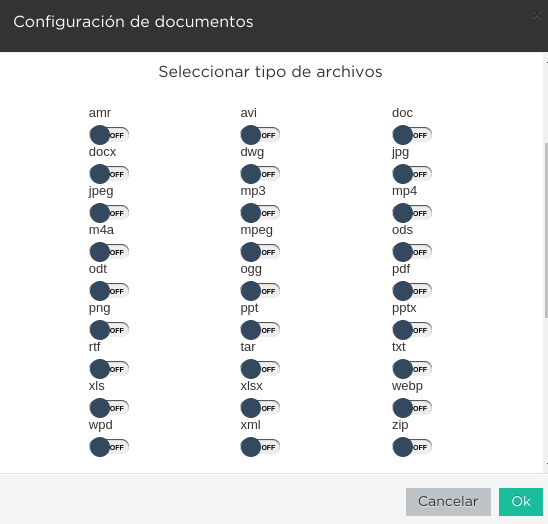 Configuración de documentos
Seleccionar tipo de archivos
amr avi doc
OFF OFF OFF
docx dwg jpg
OFF OFF OFF
jpeg mp3 mp4
OFF OFF OFF
m4a mpeg ods
OFF OFF OFF
odt ogg pdf
OFF OFF OFF
png ppt pptx
OFF OFF OFF
rtf tar txt
OFF OFF OFF
xls xlsx webp
OFF OFF OFF
wpd xml zip
OFF OFF OFF
Cancelar Ok